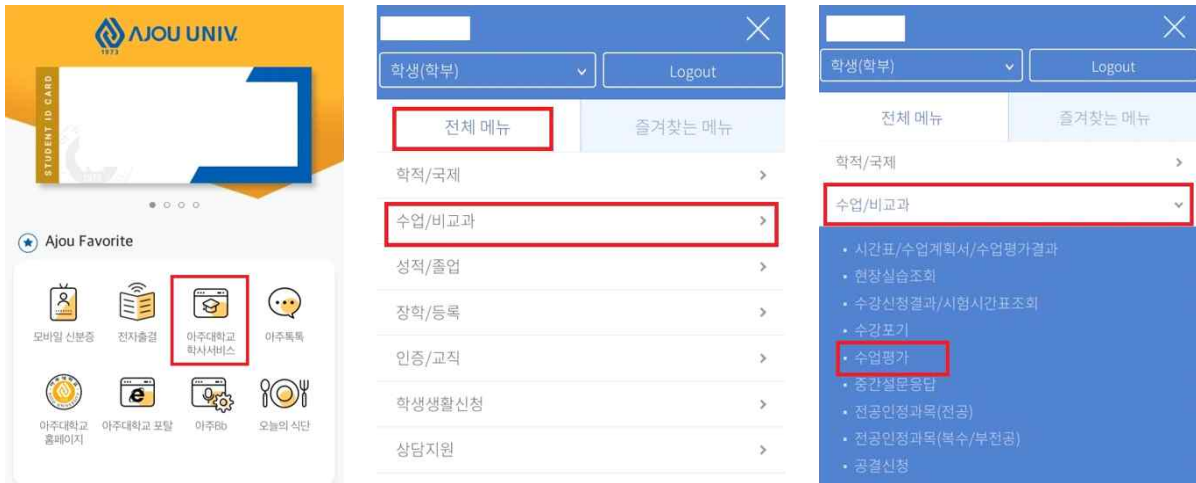 AJOU UNIV.
1973
STUDENT ID CARD
Ajou Favorite
모바일 신분증
전자출결
아주대학교
학사서비스
아주톡톡
아주대학교
홈페이지
아주대학교 포탈
아주Bb
오늘의 식단
학생(학부)
Logout
전체 메뉴
즐겨찾는 메뉴
학적/국제
수업/비교과
성적/졸업
장학/등록
인증/교직
학생생활신청
상담지원
학생(학부)
Logout
전체 메뉴
즐겨찾는 메뉴
학적/국제
수업/비교과
• 시간표/수업계획서/수업평가결과
• 현장실습조회
• 수강신청결과/시험시간표조회
• 수강포기
• 수업평가
• 중간설문응답
• 전공인정과목(전공)
• 전공인정과목(복수/부전공)
• 공결신청